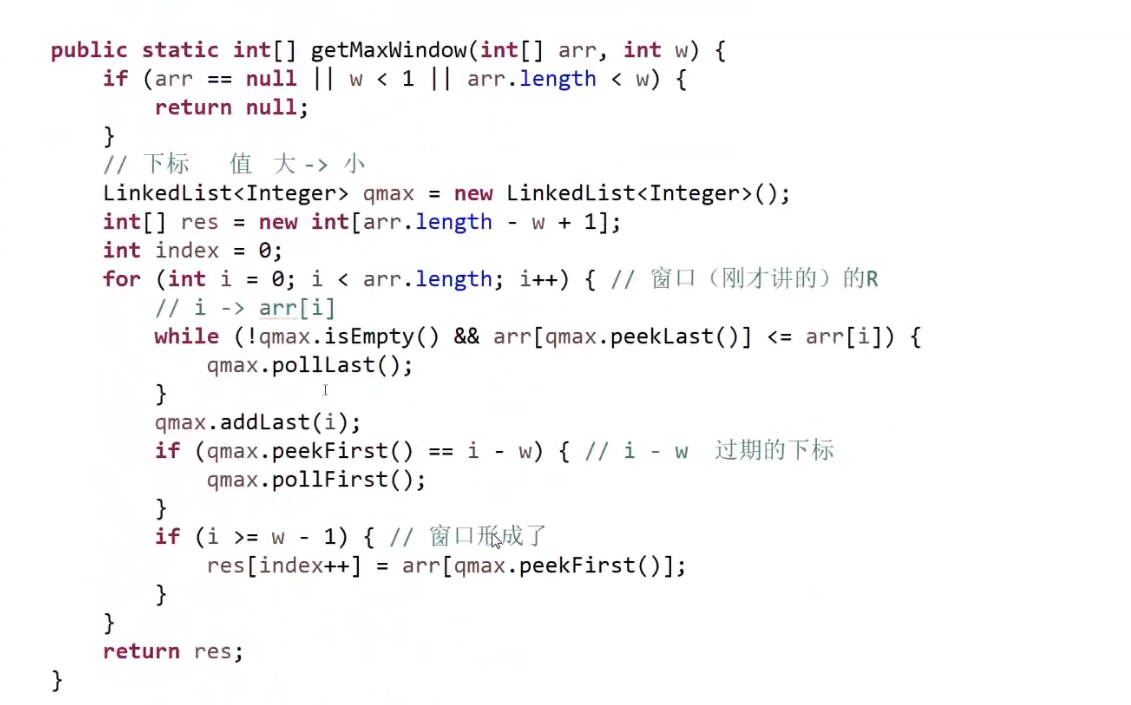 public static int[] getMaxWindow(int[] arr, int w) {
if (arr == null || w < 1 || arr.length < w) {
return null;
}
// 下标 值 大 -> 小
LinkedList<Integer> qmax = new LinkedList<Integer>();
int[] res = new int[arr.length - w + 1];
int index = 0;
for (int i = 0; i < arr.length; i++) { // 窗口（刚才讲的）的R
// i -> arr[i]
while (!qmax.isEmpty() && arr[qmax.peekLast()] <= arr[i]) {
qmax.pollLast();
}
qmax.addLast(i);
if (qmax.peekFirst() == i - w) { // i - w 过期的下标
qmax.pollFirst();
}
if (i >= w - 1) { // 窗口形成了
res[index++] = arr[qmax.peekFirst()];
}
}
return res;
}